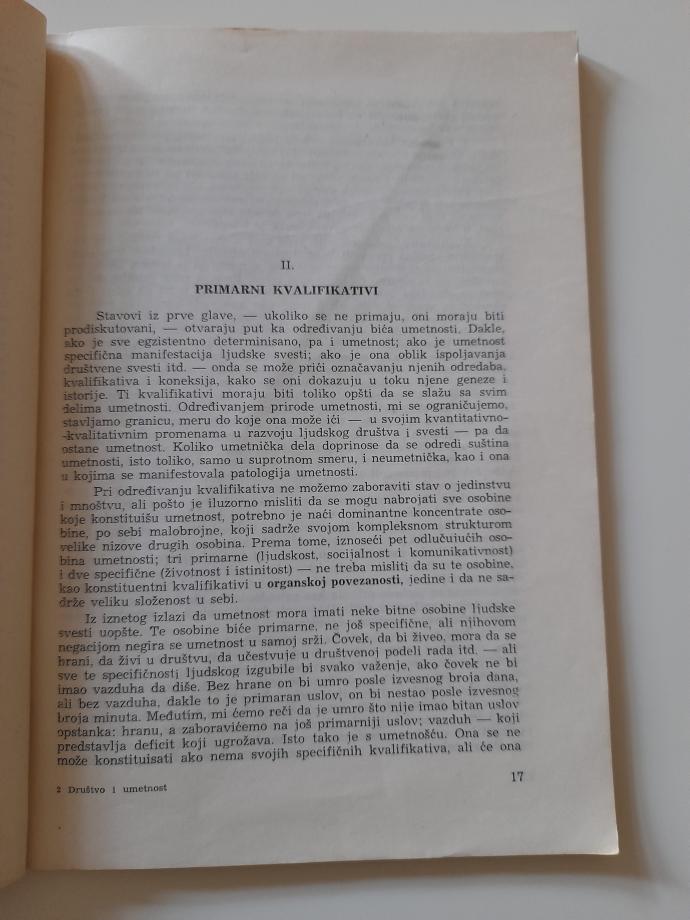 II.
PRIMARNI KVALIFIKATIVI
Stavovi iz prve glave, — ukoliko se ne primaju, oni moraju biti
prodiskutovani, — otvaraju put ka određivanju bića umetnosti. Dakle,
ako je sve egzistentno determinisano, pa i umetnost; ako je umetnost
specifična manifestacija ljudske svesti; ako je ona oblik ispoljavanja
društvene svesti itd. — onda se može prići označavanju njenih odredaba,
kvalifikativa i koneksija, kako se oni dokazuju u toku njene geneze i
istorije. Ti kvalifikativi moraju biti toliko opšti da se slažu sa svim
delima umetnosti. Određivanjem prirode umetnosti, mi se ograničujemo,
stavljamo granicu, meru do koje ona može ići — u svojim kvantitativno-
-kvalitativnim promenama u razvoju ljudskog društva i svesti — pa da
ostane umetnost. Koliko umetnička dela doprinose da se odredi suština
umetnosti, isto toliko, samo u suprotnom smeru, i neumetnička, kao i ona
u kojima se manifestovala patologija umetnosti.
Pri određivanju kvalifikativa ne možemo zaboraviti stav o jedinstvu
i mnoštvu, ali pošto je iluzorno misliti da se mogu nabrojati sve osobine
koje konstituišu umetnost, potrebno je naći dominantne koncentrate oso-
bine, po sebi malobrojne, koji sadrže svojom kompleksnom strukturom
velike nizove drugih osobina. Prema tome, iznoseći pet odlučuiućih oso-
bina umetnosti; tri primarne (ljudskost, socijalnost i komunikativnost)
i dve specifične (životnost i istinitost) — ne treba misliti da su te osobine,
kao konstituentni kvalifikativi u organskoj povezanosti, jedine i da ne sa-
drže veliku složenost u sebi.
Iz iznetog izlazi da umetnost mora imati neke bitne osobine ljudske
svesti uopšte. Te osobine biće primarne, ne još specifične, ali njihovom
negacijom negira se umetnost u samoj srži. Čovek, da bi živeo, mora da se
hrani, da živi u društvu, da učestvuje u društvenoj podeli rada itd. — ali
sve te specifičnosti ljudskog izgubile bi svako važenje, ako čovek ne bi
imao vazduha da diše. Bez hrane on bi umro posle izvesnog broja dana,
ali bez vazduha, dakle to je primaran uslov, on bi nestao posle izvesnog
broja minuta. Međutim, mi ćemo reči da je umro što nije imao bitan uslov
opstanka: hranu, a zaboravićemo na još primarniji uslov; vazduh — koji
predstavlja deficit koji ugrožava. Isto tako je s umetnošću. Ona se ne
može konstituisati ako nema svojih specifičnih kvalifikativa, ali će ona
17
2 Društvo i umetnost